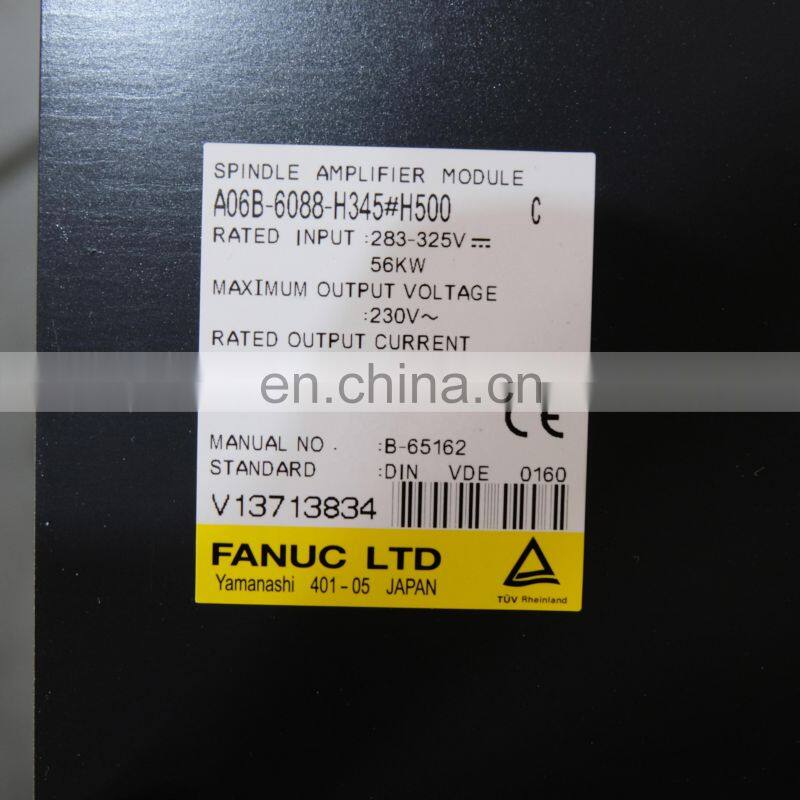 SPINDLE AMPLIFIER MODULE
A06B-6088-H345#H500 C
RATED INPUT :283-325V⎓
56KW
MAXIMUM OUTPUT VOLTAGE
:230V~
RATED OUTPUT CURRENT
en.china.cn
CE
MANUAL NO. :B-65162
STANDARD :DIN VDE 0160
V13713834
FANUC LTD
Yamanashi 401-05 JAPAN
TÜV Rheinland